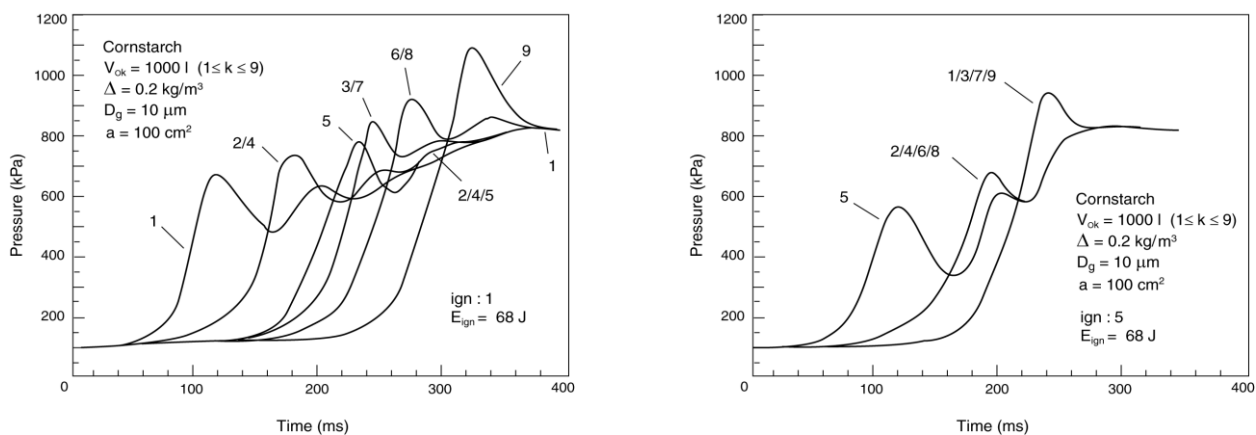 1200
1000
800
600
400
200
0
100
200
300
400
Pressure (kPa)
Time (ms)
Cornstarch
V₀ₖ = 1000 l (1≤ k ≤ 9)
Δ = 0.2 kg/m³
D_g = 10 μm
a = 100 cm²
1
2/4
5
3/7
6/8
9
2/4/5
1
ign : 1
E_ign = 68 J
1200
1000
800
600
400
200
0
100
200
300
400
Pressure (kPa)
Time (ms)
5
2/4/6/8
1/3/7/9
Cornstarch
V₀ₖ = 1000 l (1≤ k ≤ 9)
Δ = 0.2 kg/m³
D_g = 10 μm
a = 100 cm²
ign : 5
E_ign = 68 J